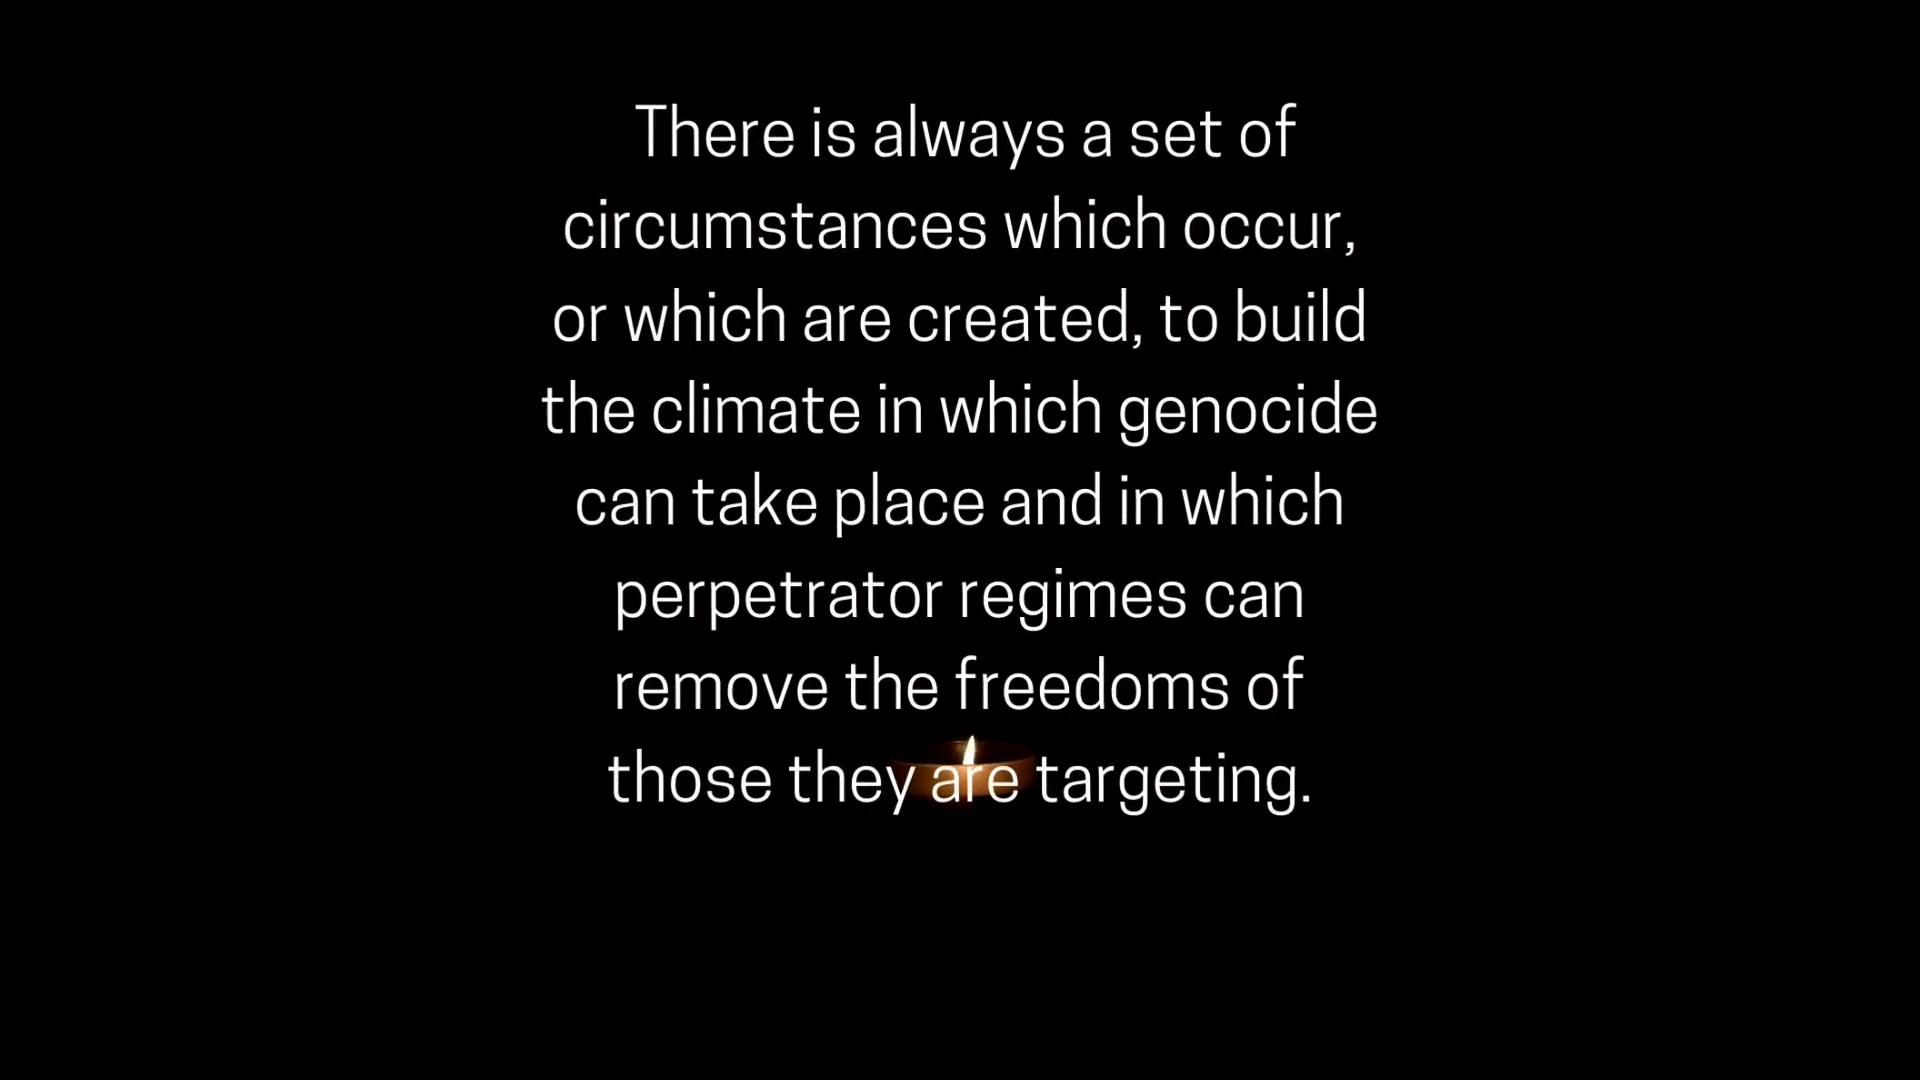 There is always a set of
circumstances which occur,
or which are created, to build
the climate in which genocide
can take place and in which
perpetrator regimes can
remove the freedoms of
those they are targeting.